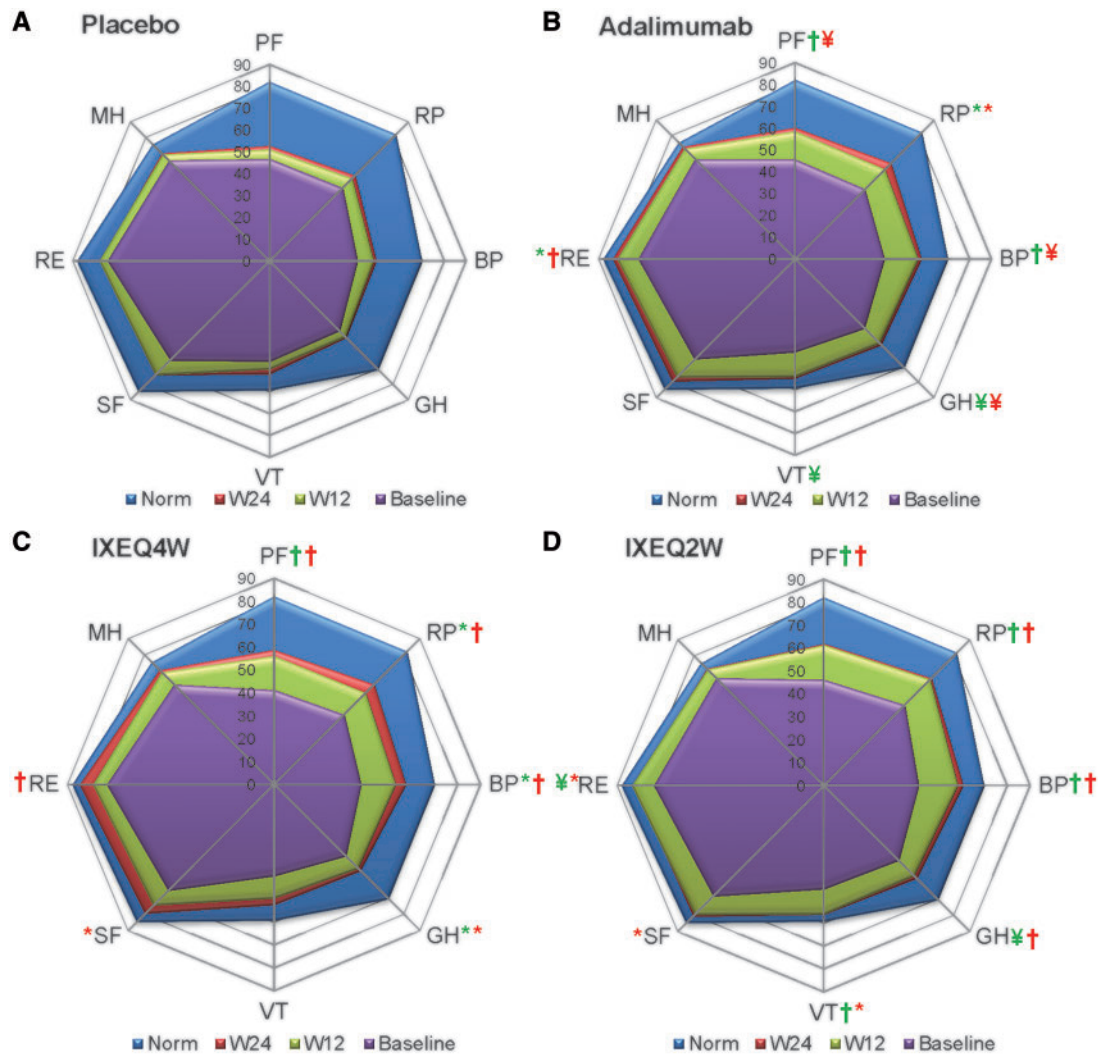 A Placebo
PF
90
80
70
60
50
40
30
20
10
0
MH
RP
RE
BP
SF
GH
VT
Norm W24 W12 Baseline
B Adalimumab
PF†¥
90
80
70
60
50
40
30
20
10
0
MH
RP**
*†RE
BP†¥
SF
GH¥¥
VT¥
Norm W24 W12 Baseline
C IXEQ4W
PF††
90
80
70
60
50
40
30
20
10
0
MH
RP*†
†RE
BP*†
*SF
GH**
VT
Norm W24 W12 Baseline
D IXEQ2W
PF††
90
80
70
60
50
40
30
20
10
0
MH
RP††
¥*RE
BP††
*SF
GH¥†
VT†*
Norm W24 W12 Baseline